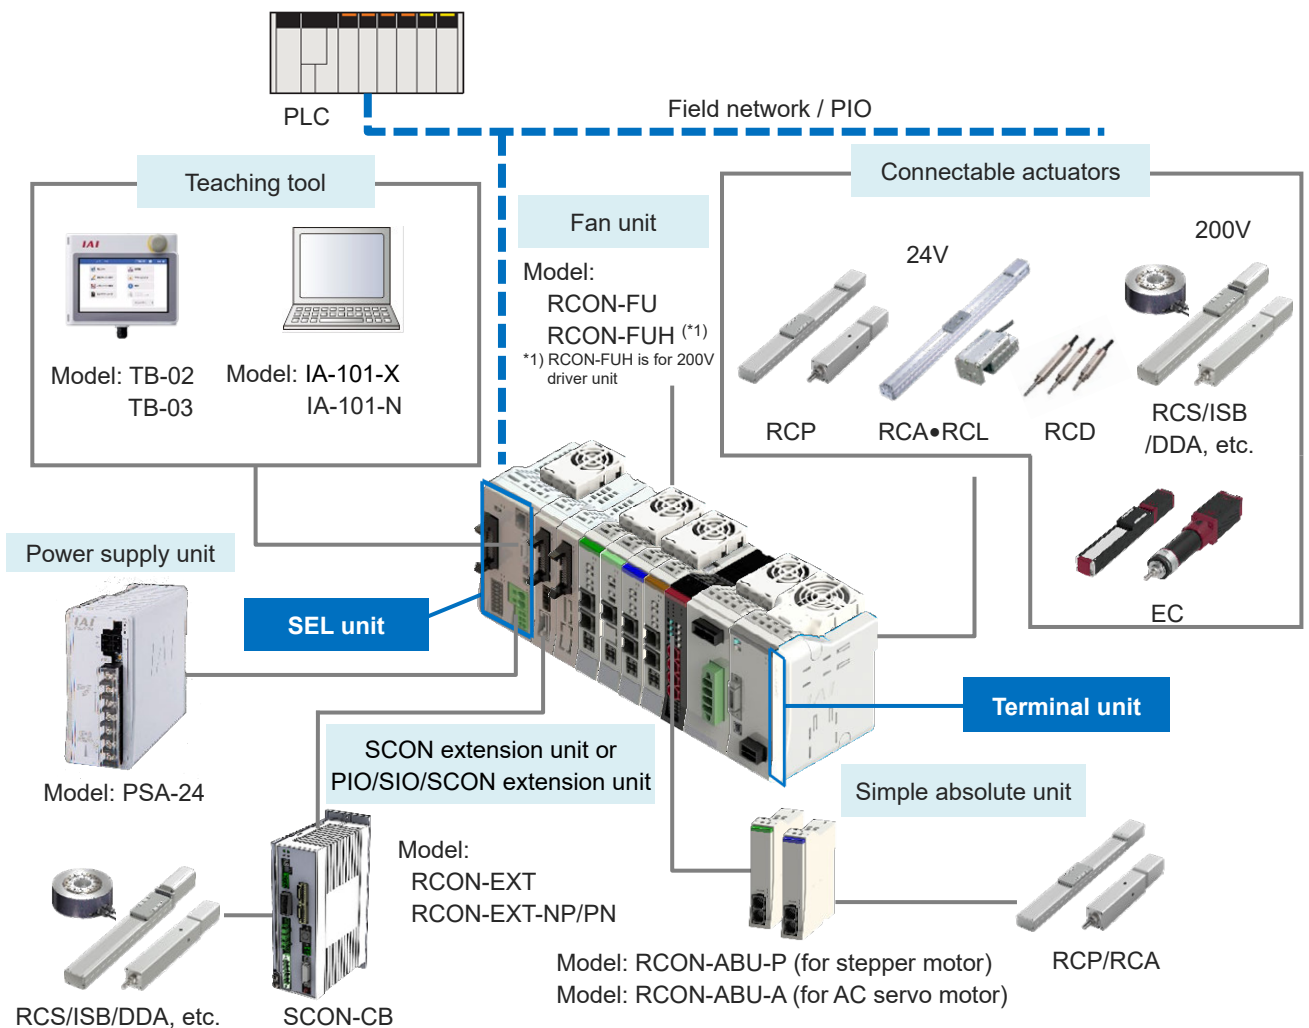 PLC
Field network / PIO
Teaching tool
Connectable actuators
Fan unit
200V
24V
IAI
Model:
RCON-FU
RCON-FUH (*1)
*1) RCON-FUH is for 200V
driver unit
Model: TB-02
TB-03
Model: IA-101-X
IA-101-N
RCP
RCA●RCL
RCD
RCS/ISB
/DDA, etc.
EC
Power supply unit
IAI
SEL unit
Terminal unit
IAI
Model: PSA-24
SCON extension unit or
PIO/SIO/SCON extension unit
Simple absolute unit
Model:
RCON-EXT
RCON-EXT-NP/PN
RCS/ISB/DDA, etc.
SCON-CB
Model: RCON-ABU-P (for stepper motor)
Model: RCON-ABU-A (for AC servo motor)
RCP/RCA